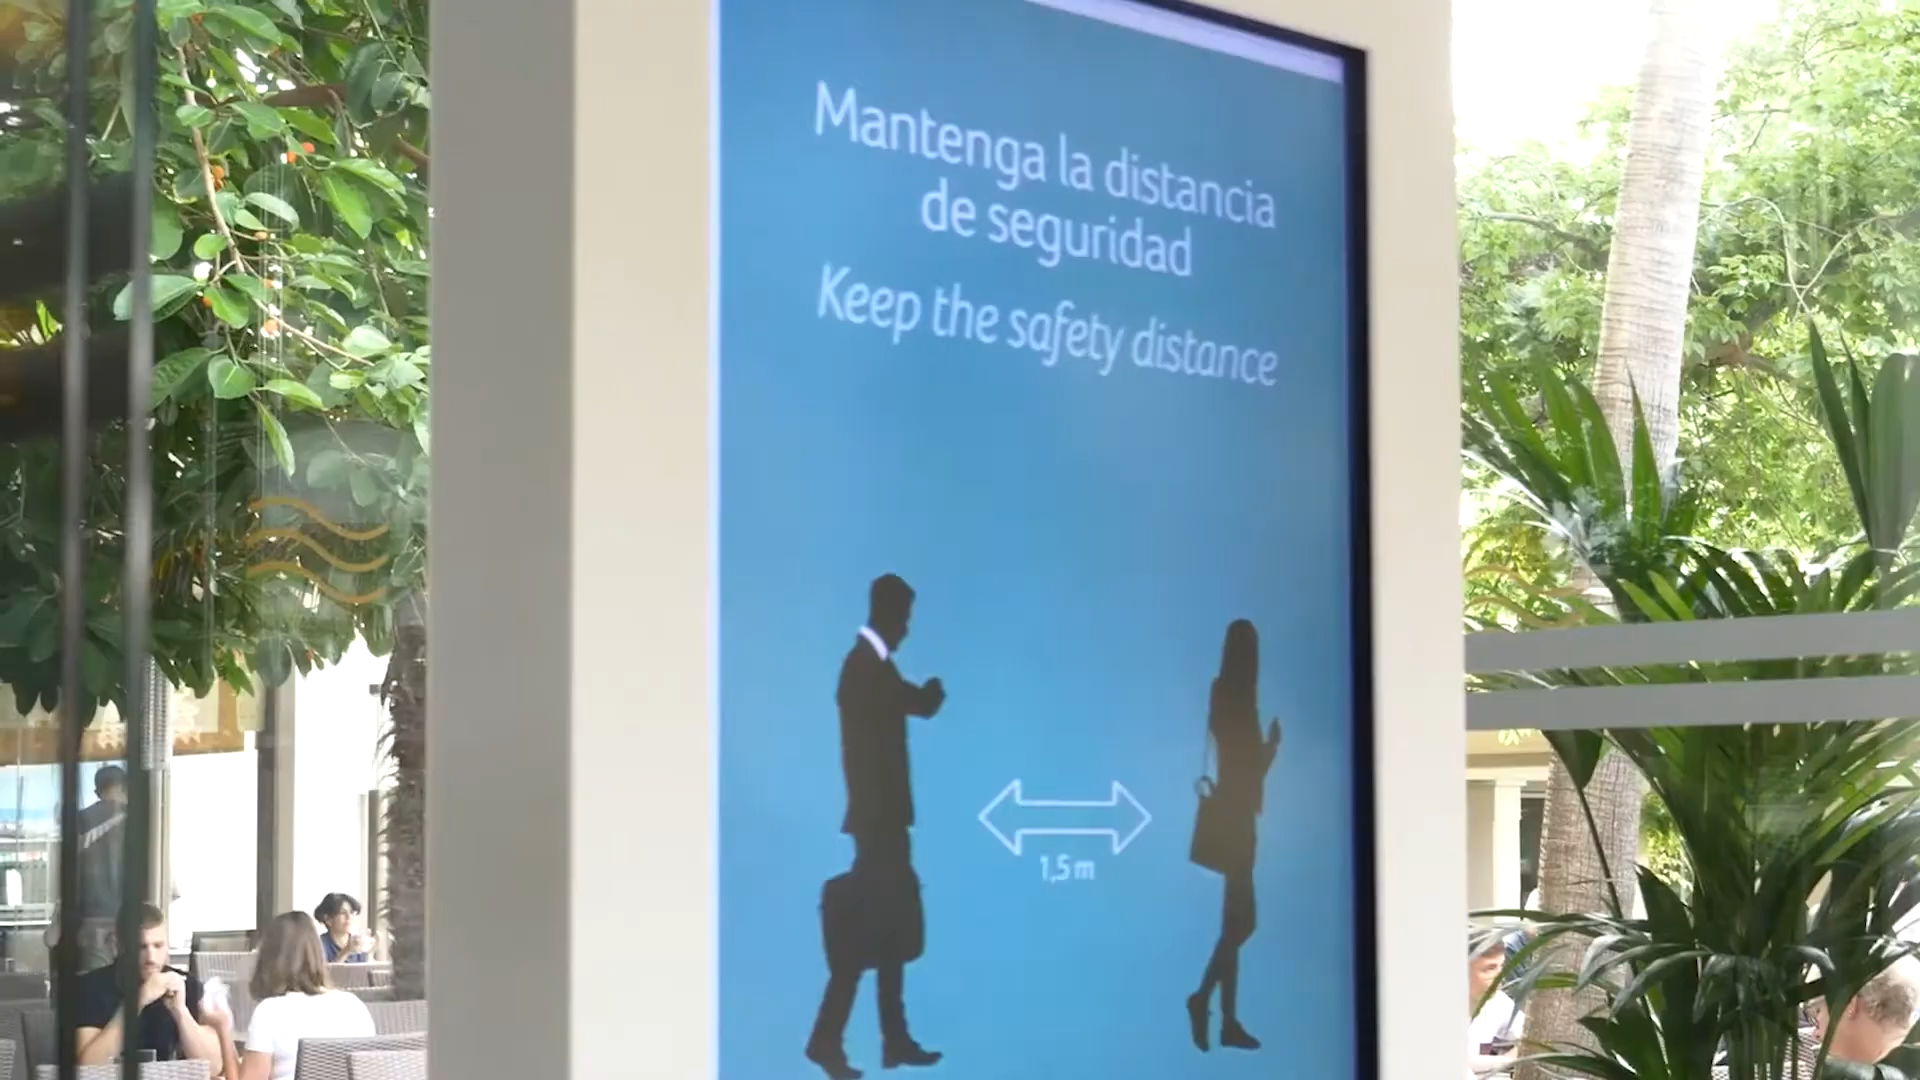 Mantenga la distancia
de seguridad
Keep the safety distance
1,5 m